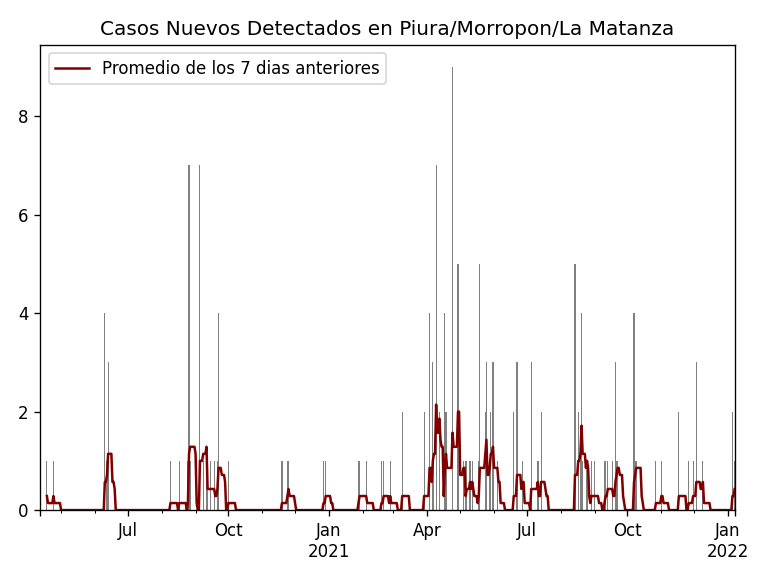 Casos Nuevos Detectados en Piura/Morropon/La Matanza
Promedio de los 7 dias anteriores
8
6
4
2
0
Jul
Oct
Jan
2021
Apr
Jul
Oct
Jan
2022